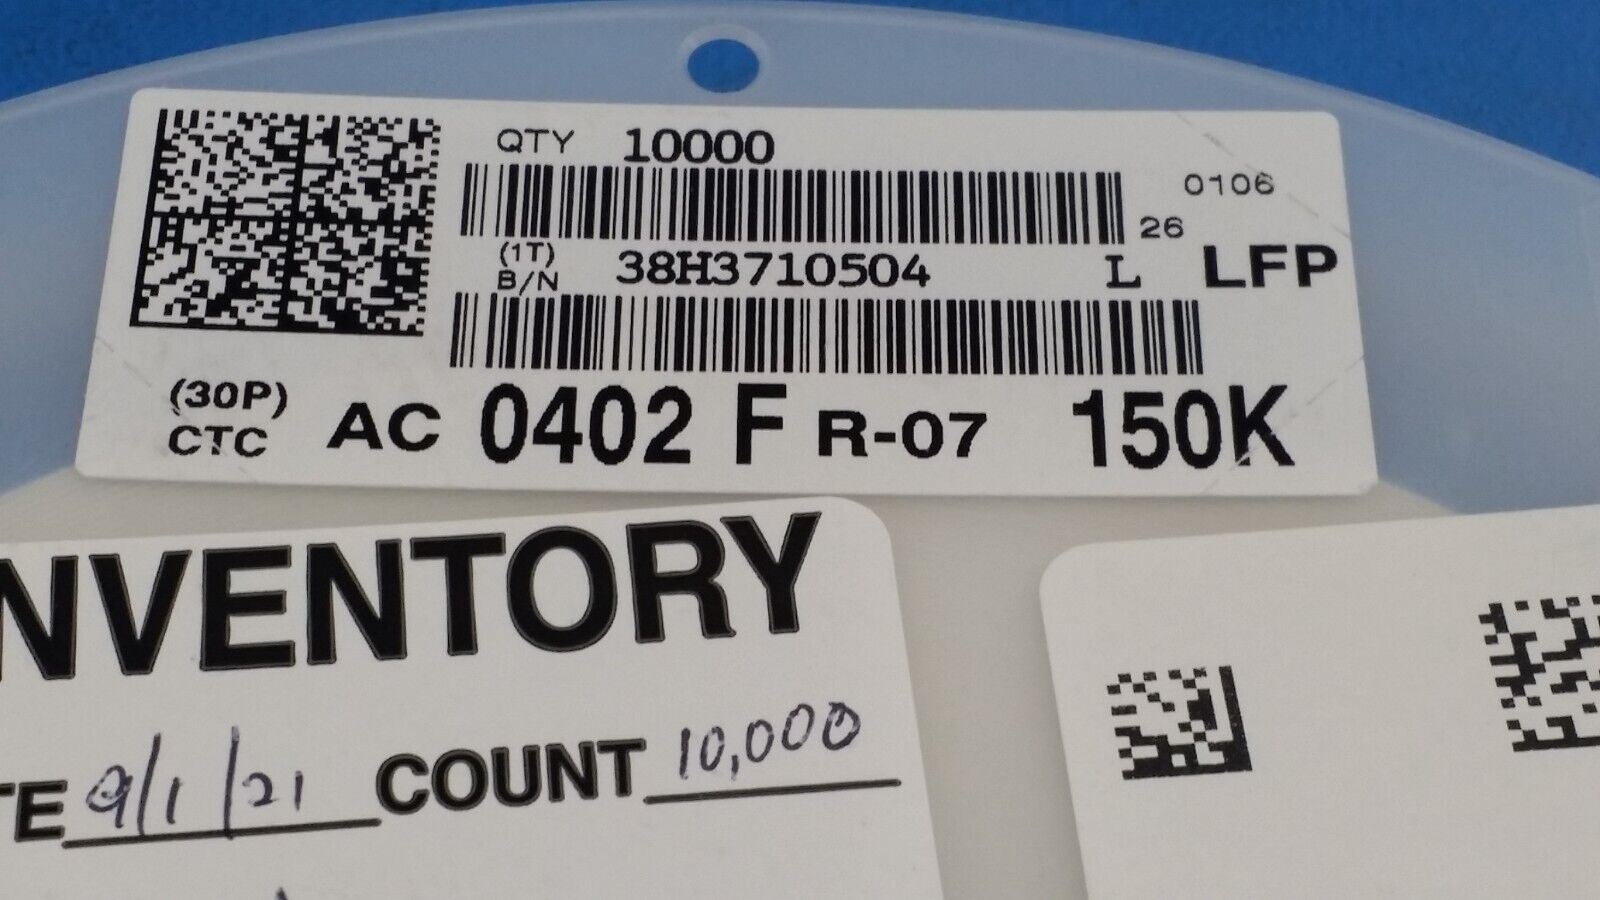 QTY 10000
0106
26
(1T)
B/N 38H3710504 L LFP
(30P)
CTC AC 0402 F R-07 150K
NVENTORY
TE 9/1/21 COUNT 10,000